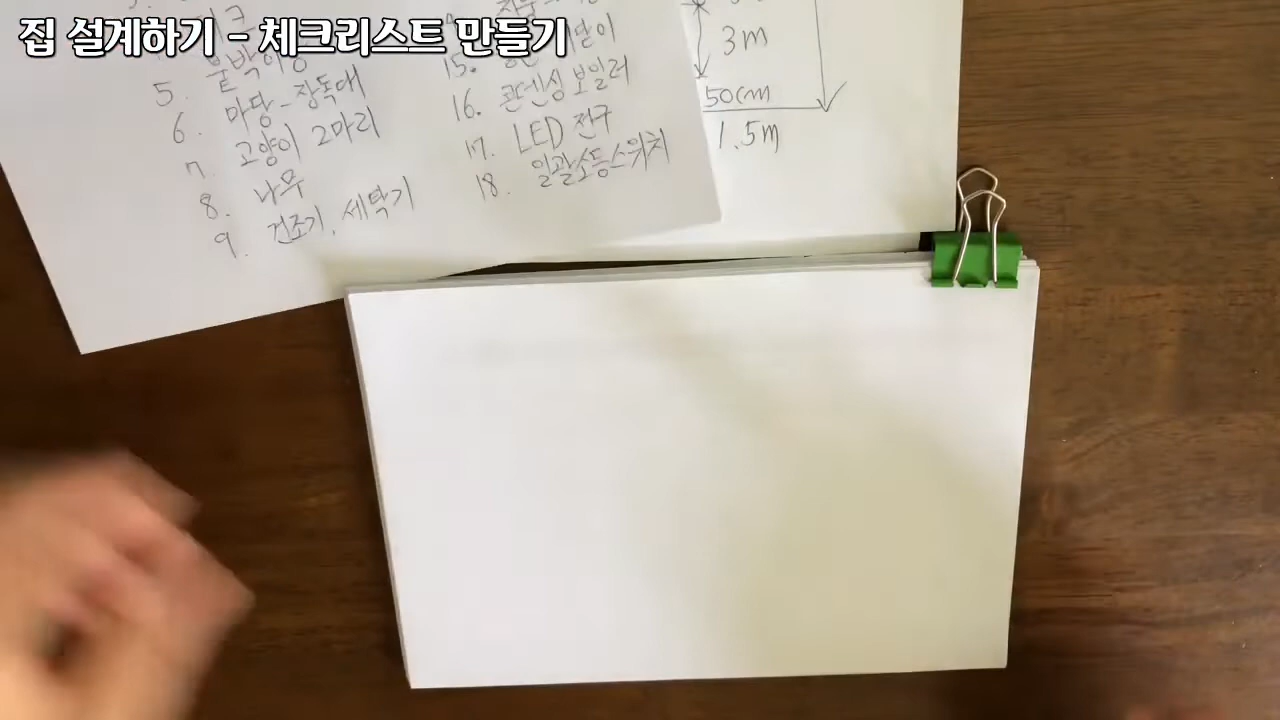 집 설계하기 - 체크리스트 만들기
5. 붙박이장
6. 마당_장독대
7. 고양이 2마리
8. 나무
9. 건조기, 세탁기
15.
16. 콘덴싱 보일러
17. LED 전구
18. 일괄소등스위치
3m
50cm
1.5m